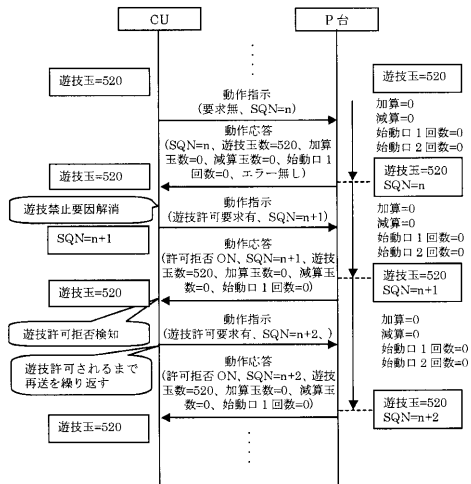 CU
P台
遊技玉=520
遊技玉=520
動作指示
(要求無、SQN=n)
加算=0
減算=0
始動口1回数=0
始動口2回数=0
動作応答
(SQN=n、遊技玉数=520、加算
玉数=0、減算玉数=0、始動口1
回数=0、エラー無し)
遊技玉=520
遊技玉=520
SQN=n
遊技禁止要因解消
動作指示
(遊技許可要求有、SQN=n+1)
SQN=n+1
加算=0
減算=0
始動口1回数=0
始動口2回数=0
動作応答
(許可拒否ON、SQN=n+1、遊技
玉数=520、加算玉数=0、減算玉
数=0、始動口1回数=0)
遊技玉=520
遊技玉=520
SQN=n+1
遊技許可拒否検知
動作指示
(遊技許可要求有、SQN=n+2、)
加算=0
減算=0
始動口1回数=0
始動口2回数=0
遊技許可されるまで
再送を繰り返す
動作応答
(許可拒否ON、SQN=n+2、遊技
玉数=520、加算玉数=0、減算玉
数=0、始動口1回数=0)
遊技玉=520
遊技玉=520
SQN=n+2